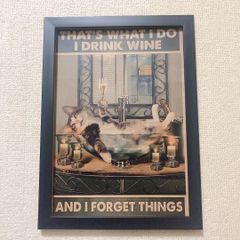 THAT'S WHAT I DO
I DRINK WINE
AND I FORGET THINGS